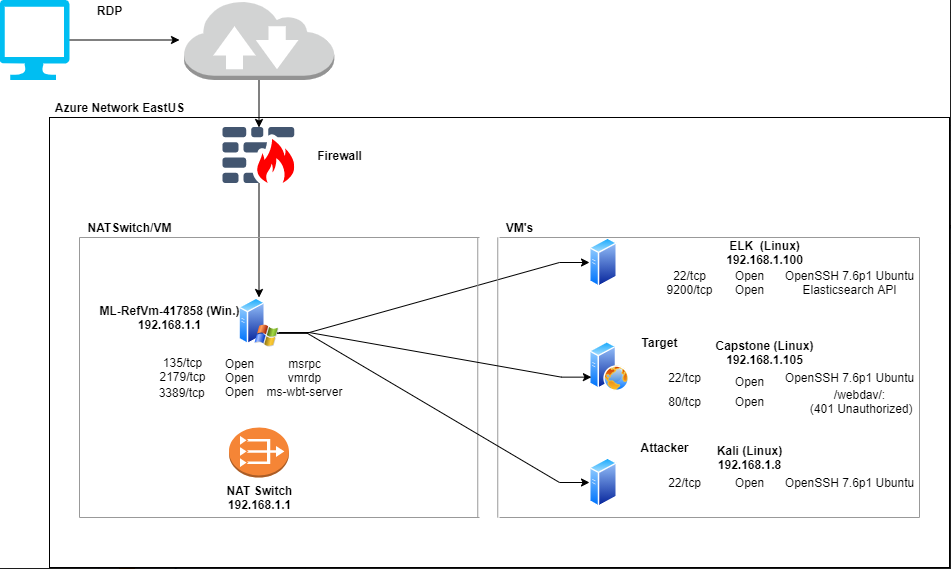 RDP
Azure Network EastUS
Firewall
NATSwitch/VM
ML-RefVm-417858 (Win.)
192.168.1.1
135/tcp Open msrpc
2179/tcp Open vmrdp
3389/tcp Open ms-wbt-server
NAT Switch
192.168.1.1
VM's
ELK (Linux)
192.168.1.100
22/tcp Open OpenSSH 7.6p1 Ubuntu
9200/tcp Open Elasticsearch API
Target
Capstone (Linux)
192.168.1.105
22/tcp Open OpenSSH 7.6p1 Ubuntu
80/tcp Open /webdav/:
(401 Unauthorized)
Attacker
Kali (Linux)
192.168.1.8
22/tcp Open OpenSSH 7.6p1 Ubuntu